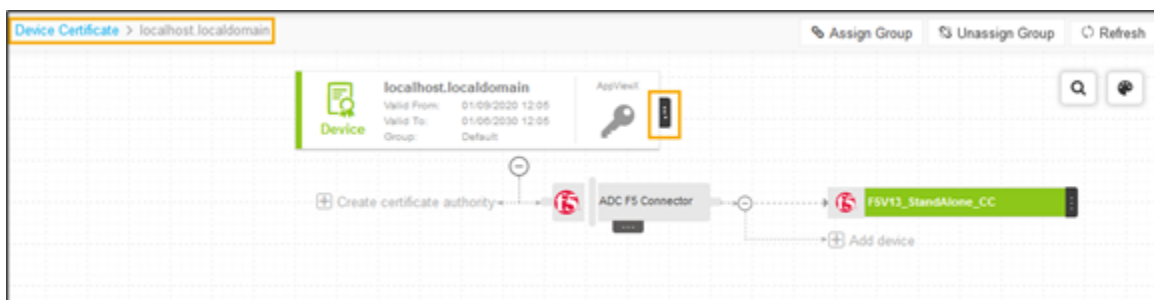 Device Certificate > localhost.localdomain
Assign Group Unassign Group Refresh
localhost.localdomain
AppViewX
Valid From: 01/09/2020 12:05
Valid To: 01/06/2030 12:05
Device
Group: Default
Create certificate authority
f5
ADC F5 Connector
f5
F5V13_StandAlone_CC
Add device